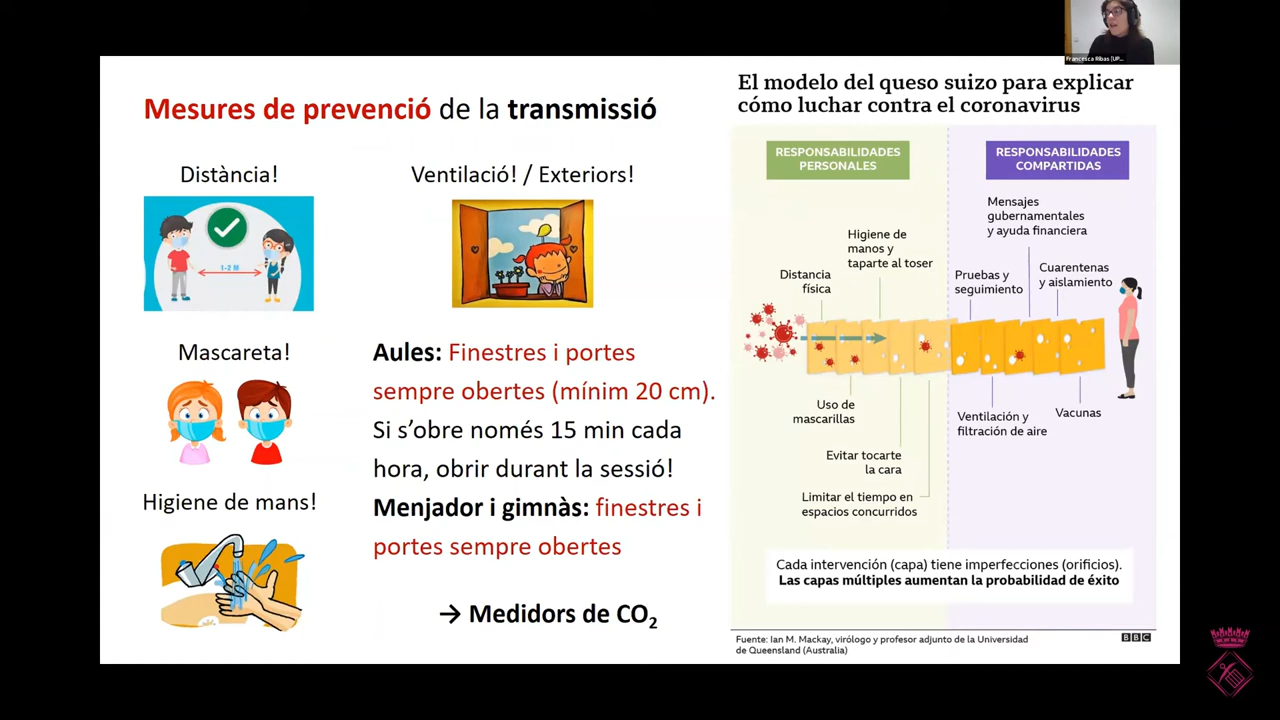 Francesca Ribas (UP...
Mesures de prevenció de la transmissió
Distància!
1-2 M
Mascareta!
Higiene de mans!
Ventilació! / Exteriors!
Aules: Finestres i portes
sempre obertes (mínim 20 cm).
Si s’obre només 15 min cada
hora, obrir durant la sessió!
Menjador i gimnàs: finestres i
portes sempre obertes
→ Medidors de CO₂
El modelo del queso suizo para explicar
cómo luchar contra el coronavirus
RESPONSABILIDADES
PERSONALES
RESPONSABILIDADES
COMPARTIDAS
Distancia
física
Higiene de
manos y
taparte al toser
Pruebas y
seguimiento
Mensajes
gubernamentales
y ayuda financiera
Cuarentenas
y aislamiento
Uso de
mascarillas
Evitar tocarte
la cara
Limitar el tiempo en
espacios concurridos
Ventilación y
filtración de aire
Vacunas
Cada intervención (capa) tiene imperfecciones (orificios).
Las capas múltiples aumentan la probabilidad de éxito
Fuente: Ian M. Mackay, virólogo y profesor adjunto de la Universidad
de Queensland (Australia)
BBC